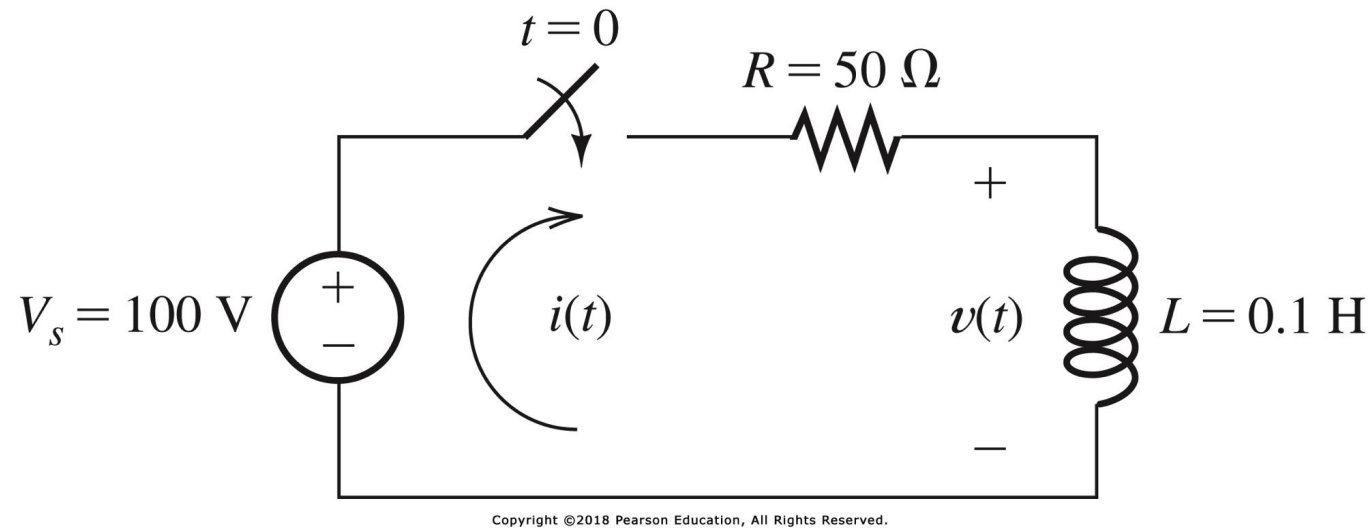 t = 0
R = 50 Ω
+
V_s = 100 V
+
−
i(t)
v(t)
L = 0.1 H
−
Copyright ©2018 Pearson Education, All Rights Reserved.